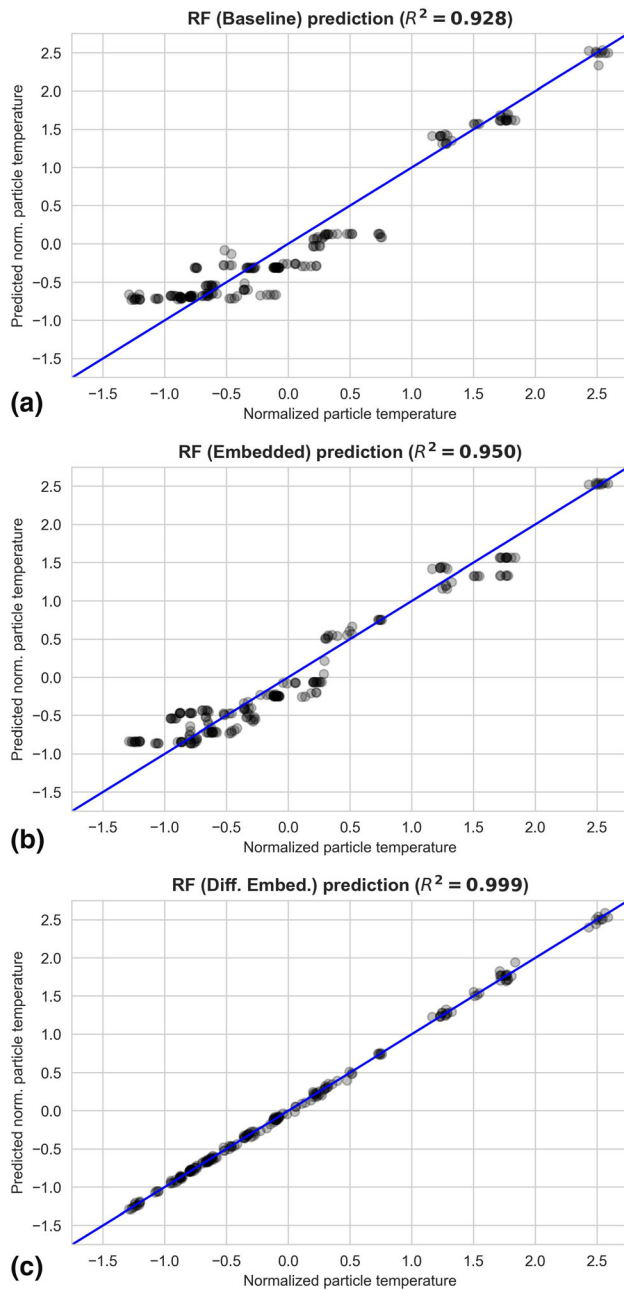 RF (Baseline) prediction (R² = 0.928)
2.5
2.0
1.5
1.0
0.5
0.0
−0.5
−1.0
−1.5
Predicted norm. particle temperature
−1.5 −1.0 −0.5 0.0 0.5 1.0 1.5 2.0 2.5
Normalized particle temperature
(a)
RF (Embedded) prediction (R² = 0.950)
2.5
2.0
1.5
1.0
0.5
0.0
−0.5
−1.0
−1.5
Predicted norm. particle temperature
−1.5 −1.0 −0.5 0.0 0.5 1.0 1.5 2.0 2.5
Normalized particle temperature
(b)
RF (Diff. Embed.) prediction (R² = 0.999)
2.5
2.0
1.5
1.0
0.5
0.0
−0.5
−1.0
−1.5
Predicted norm. particle temperature
−1.5 −1.0 −0.5 0.0 0.5 1.0 1.5 2.0 2.5
Normalized particle temperature
(c)